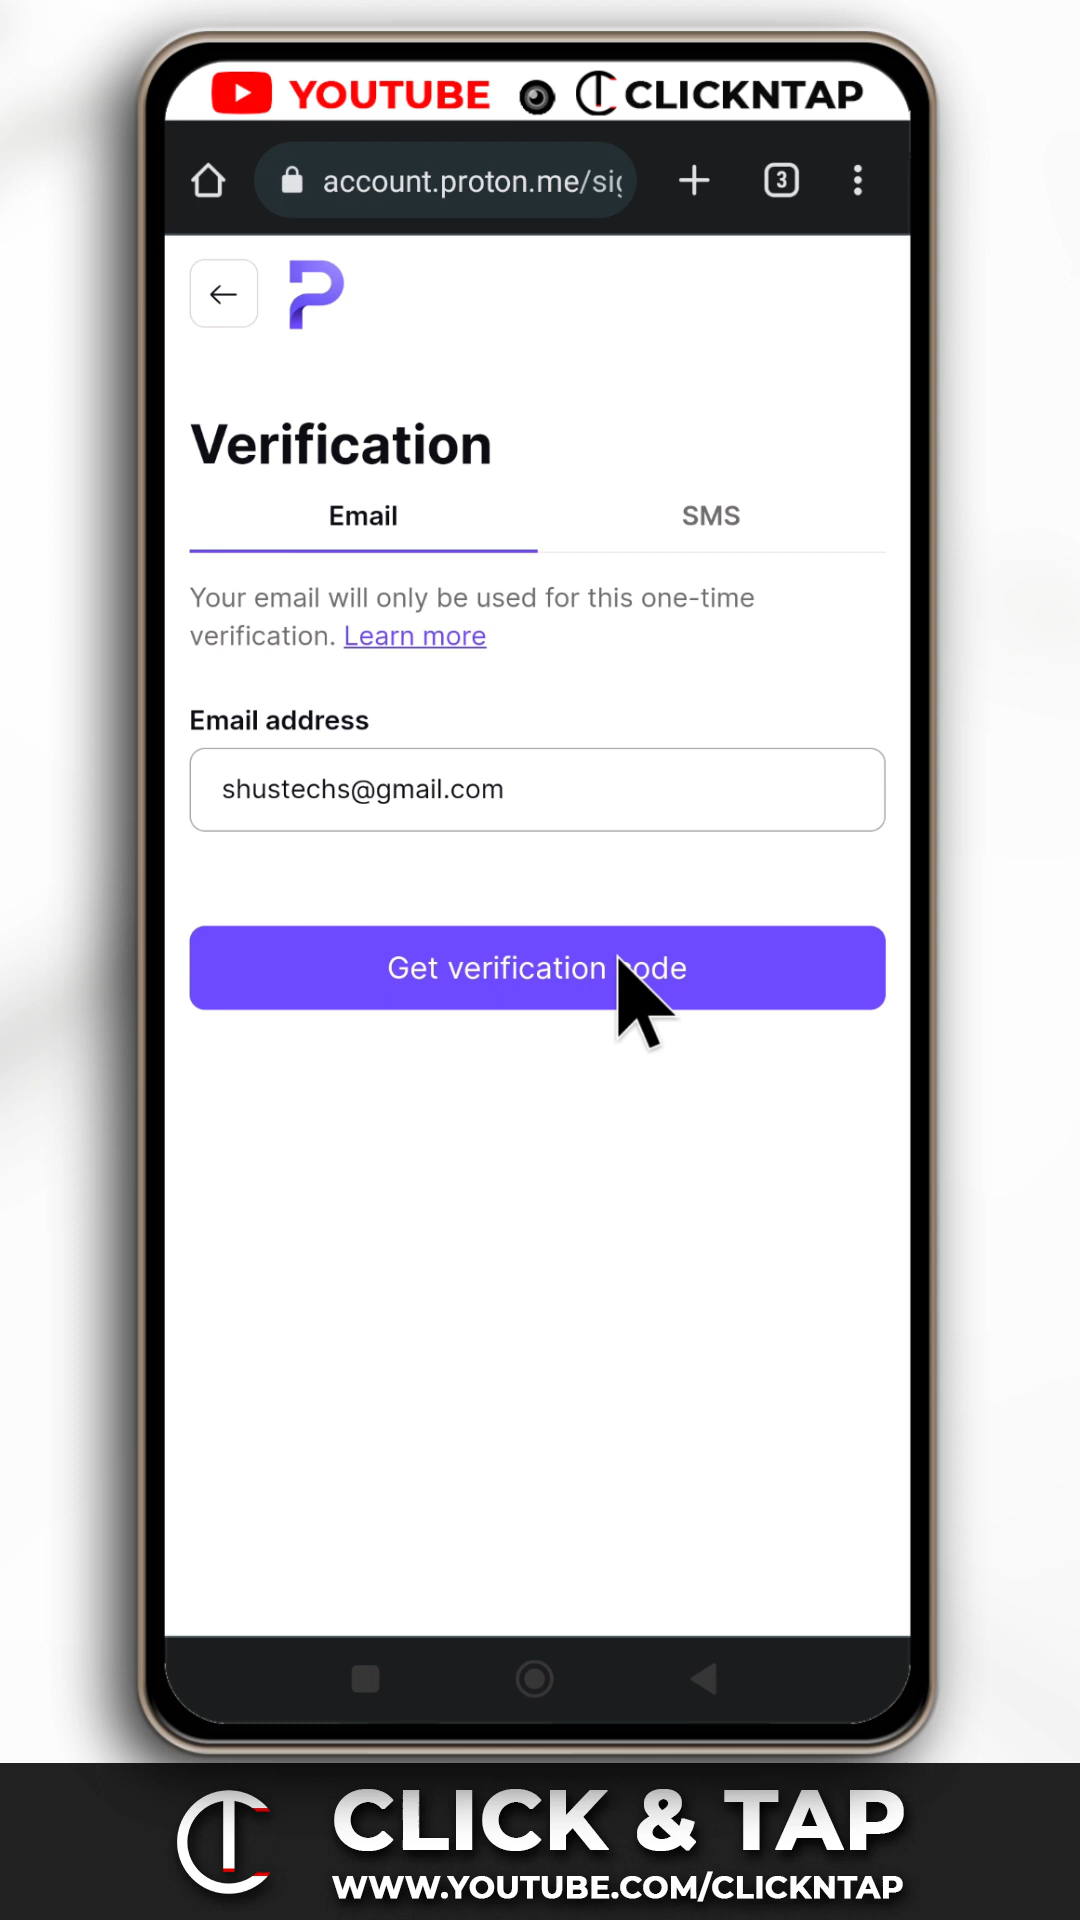 YOUTUBE CLICKNTAP
account.proton.me/si
3
Verification
Email SMS
Your email will only be used for this one-time
verification. Learn more
Email address
shustechs@gmail.com
Get verification code
CLICK & TAP
WWW.YOUTUBE.COM/CLICKNTAP